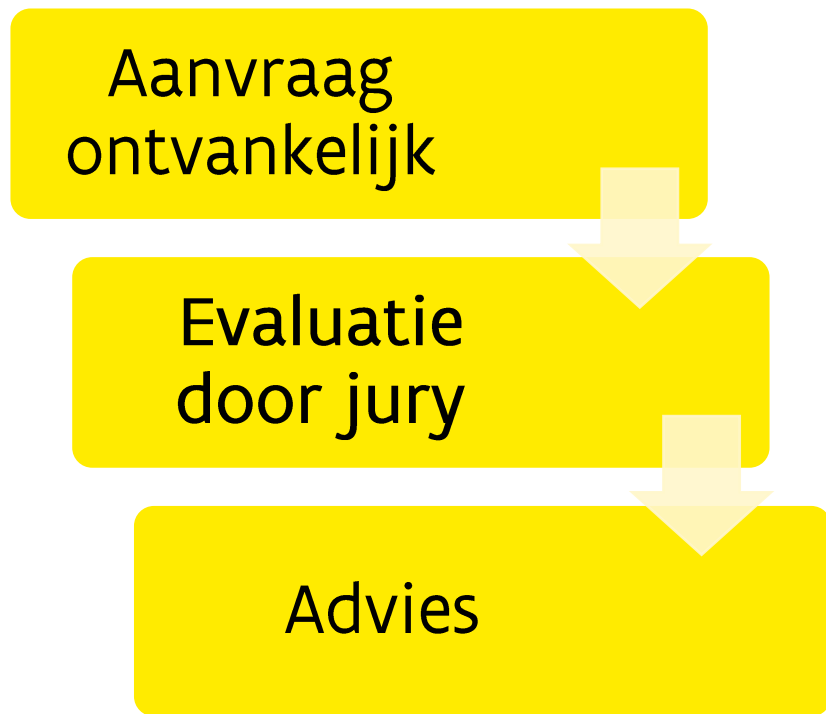 Aanvraag
ontvankelijk
Evaluatie
door jury
Advies